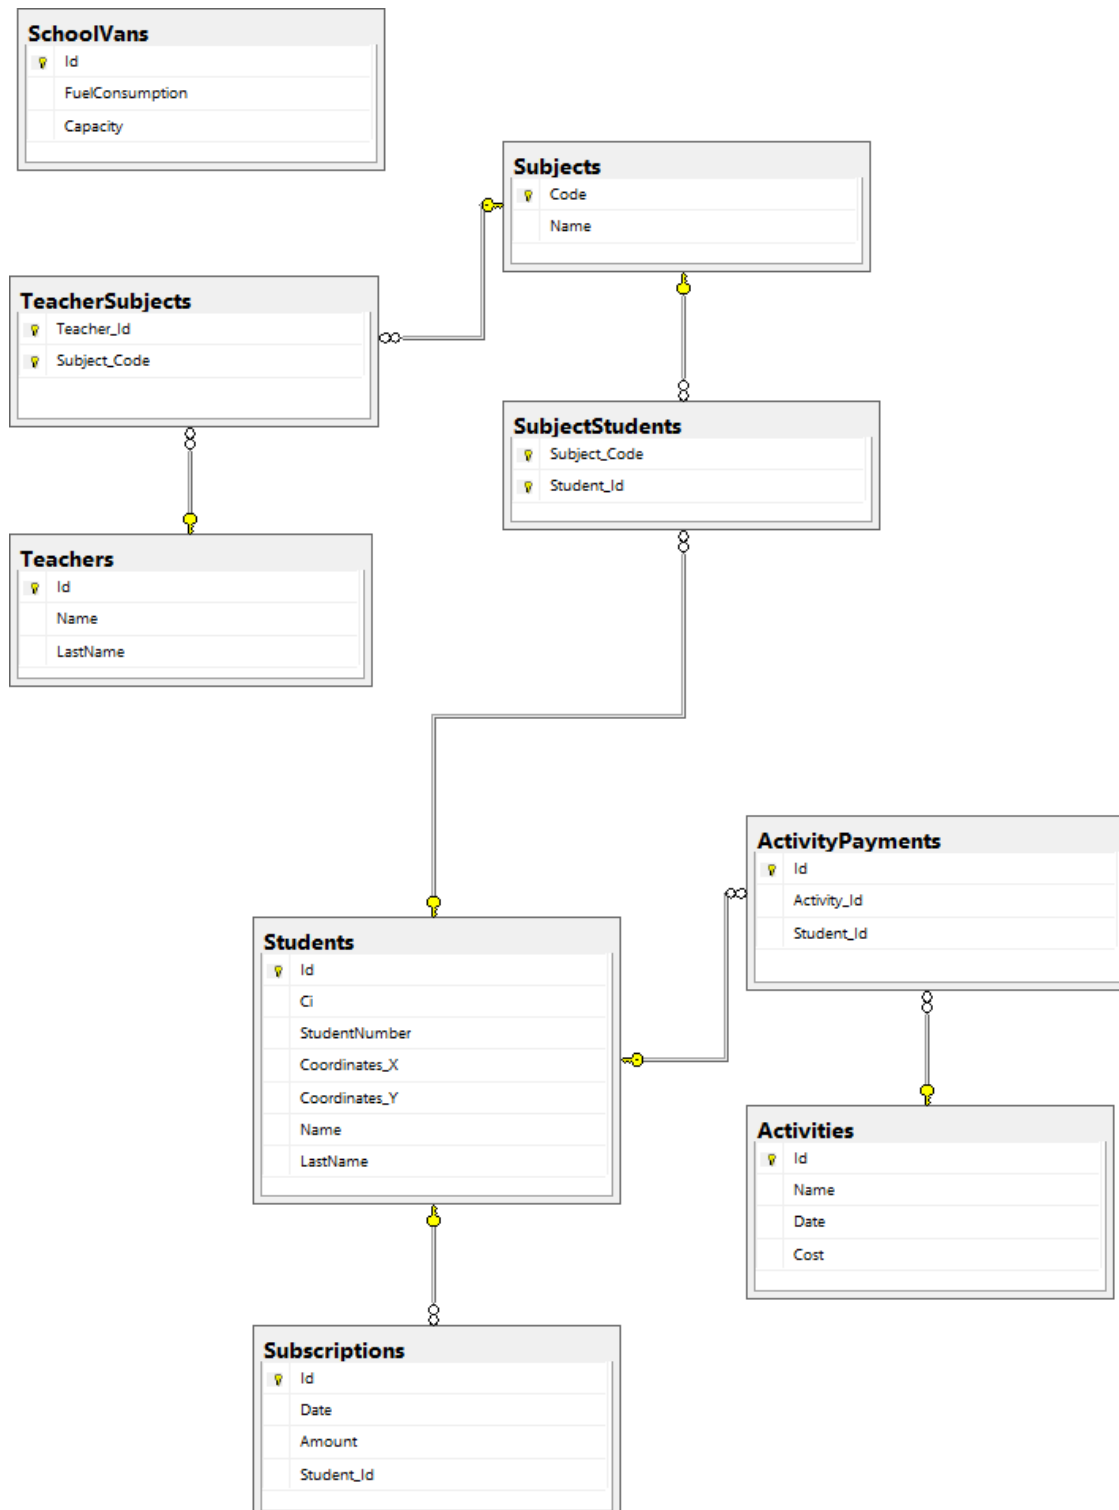 SchoolVans
Id
FuelConsumption
Capacity
Subjects
Code
Name
TeacherSubjects
Teacher_Id
Subject_Code
SubjectStudents
Subject_Code
Student_Id
Teachers
Id
Name
LastName
ActivityPayments
Id
Activity_Id
Student_Id
Students
Id
Ci
StudentNumber
Coordinates_X
Coordinates_Y
Name
LastName
Activities
Id
Name
Date
Cost
Subscriptions
Id
Date
Amount
Student_Id